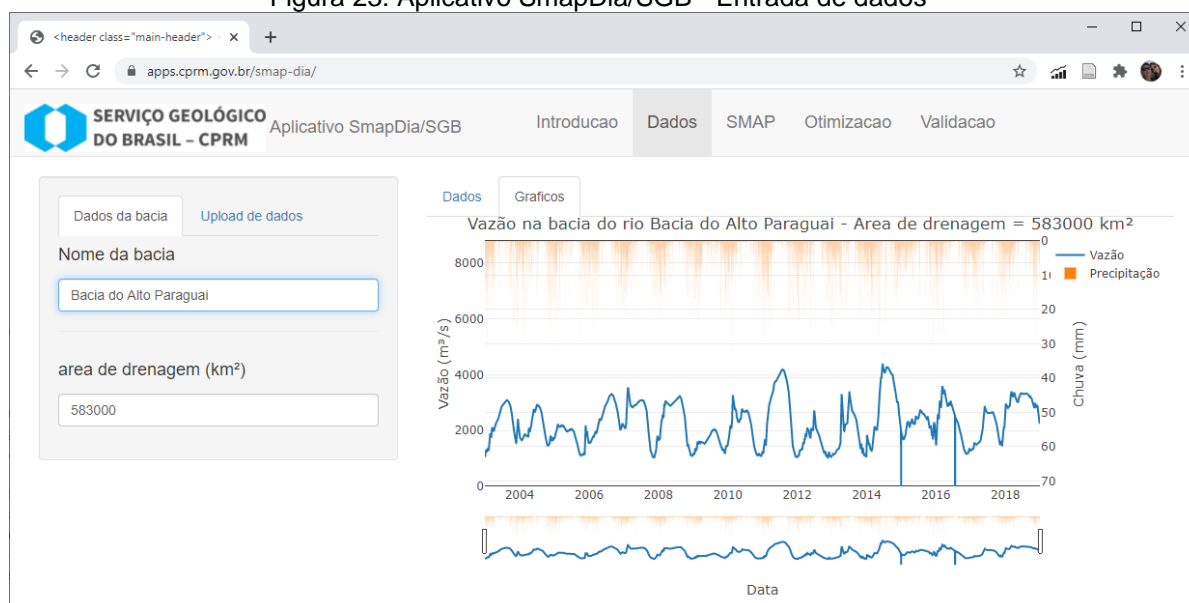 Figura 25: Aplicativo SmapDia/SGB - Entrada de dados
<header class="main-header"> <
apps.cprm.gov.br/smap-dia/
SERVIÇO GEOLÓGICO
DO BRASIL – CPRM
Aplicativo SmapDia/SGB
Introducao
Dados
SMAP
Otimizacao
Validacao
Dados da bacia
Upload de dados
Nome da bacia
Bacia do Alto Paraguai
area de drenagem (km²)
583000
Dados
Graficos
Vazão na bacia do rio Bacia do Alto Paraguai - Area de drenagem = 583000 km²
Vazão (m³/s)
8000
6000
4000
2000
0
2004 2006 2008 2010 2012 2014 2016 2018
0
20
30
40
50
60
70
Chuva (mm)
Vazão
Precipitação
Data